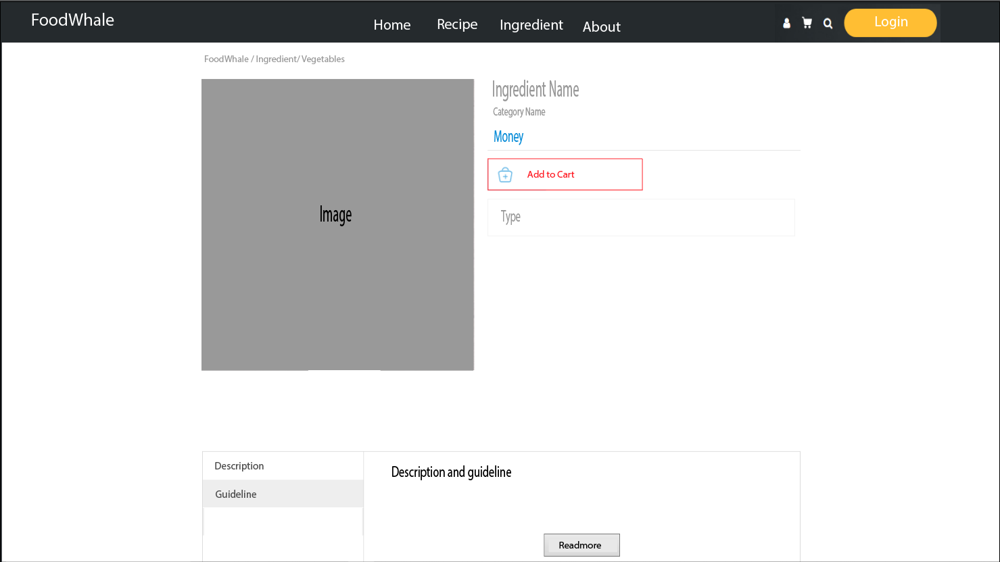 FoodWhale
Home Recipe Ingredient About
Login
FoodWhale / Ingredient/ Vegetables
Image
Ingredient Name
Category Name
Money
Add to Cart
Type
Description
Guideline
Description and guideline
Readmore